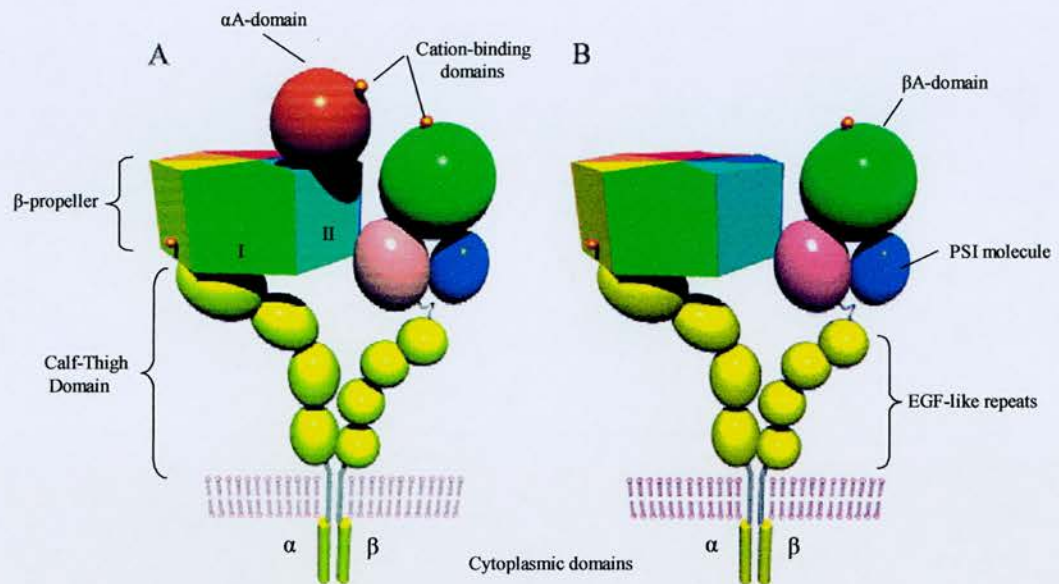 αA-domain
A
Cation-binding
domains
B
βA-domain
β-propeller
I
II
PSI molecule
Calf-Thigh
Domain
EGF-like repeats
α
β
α
β
Cytoplasmic domains